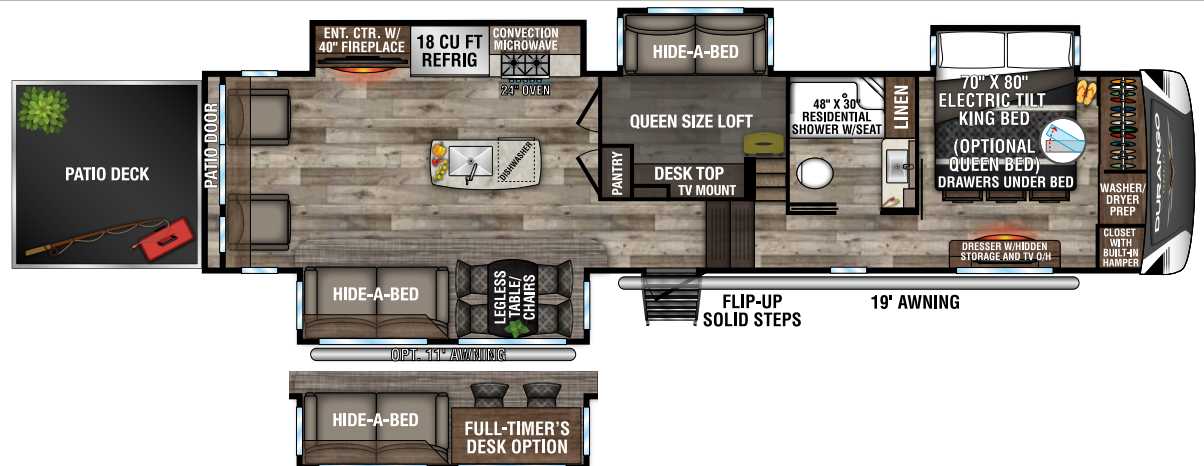 PATIO DECK
PATIO DOOR
ENT. CTR. W/
40" FIREPLACE
18 CU FT
REFRIG
CONVECTION
MICROWAVE
24" OVEN
DISHWASHER
HIDE-A-BED
LEGLESS
TABLE/
CHAIRS
OPT. 11' AWNING
HIDE-A-BED
FULL-TIMER'S
DESK OPTION
HIDE-A-BED
QUEEN SIZE LOFT
PANTRY
DESK TOP
TV MOUNT
48" X 30"
RESIDENTIAL
SHOWER W/SEAT
LINEN
70" X 80"
ELECTRIC TILT
KING BED
(OPTIONAL
QUEEN BED)
DRAWERS UNDER BED
WASHER/
DRYER
PREP
CLOSET
WITH
BUILT-IN
HAMPER
DRESSER W/HIDDEN
STORAGE AND TV O/H
FLIP-UP
SOLID STEPS
19' AWNING
DURANGO